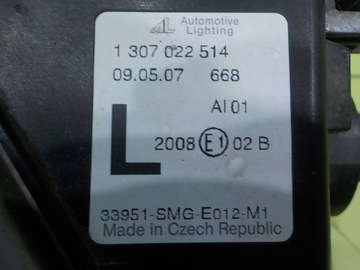 AL Automotive
Lighting
1 307 022 514
09.05.07 668
AI 01
L
2008 E1 02 B
33951-SMG-E012-M1
Made in Czech Republic